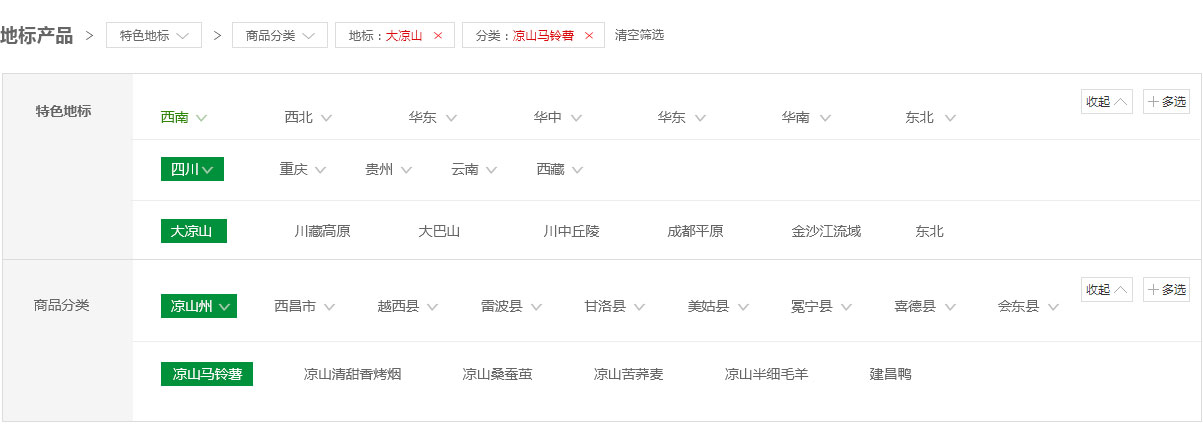 地标产品 > 特色地标 > 商品分类 地标：大凉山 × 分类：凉山马铃薯 × 清空筛选
特色地标 西南 西北 华东 华中 华东 华南 东北 收起 +多选
四川 重庆 贵州 云南 西藏
大凉山 川藏高原 大巴山 川中丘陵 成都平原 金沙江流域 东北
商品分类 凉山州 西昌市 越西县 雷波县 甘洛县 美姑县 冕宁县 喜德县 会东县 收起 +多选
凉山马铃薯 凉山清甜香烤烟 凉山桑蚕茧 凉山苦荞麦 凉山半细毛羊 建昌鸭